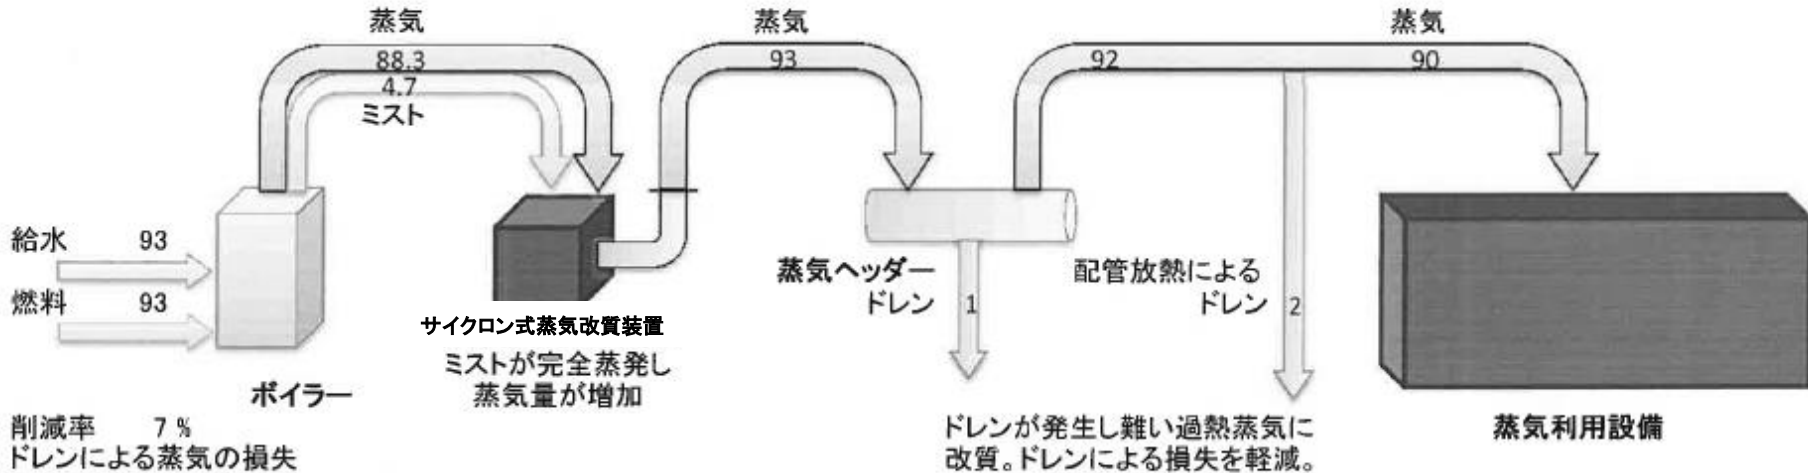 蒸気
蒸気
蒸気
88.3
93
92
90
4.7
ミスト
給水 93
燃料 93
蒸気ヘッダー
ドレン 1
配管放熱による
ドレン 2
サイクロン式蒸気改質装置
ミストが完全蒸発し
蒸気量が増加
ボイラー
削減率 7 %
ドレンによる蒸気の損失
ドレンが発生し難い過熱蒸気に
改質。ドレンによる損失を軽減。
蒸気利用設備